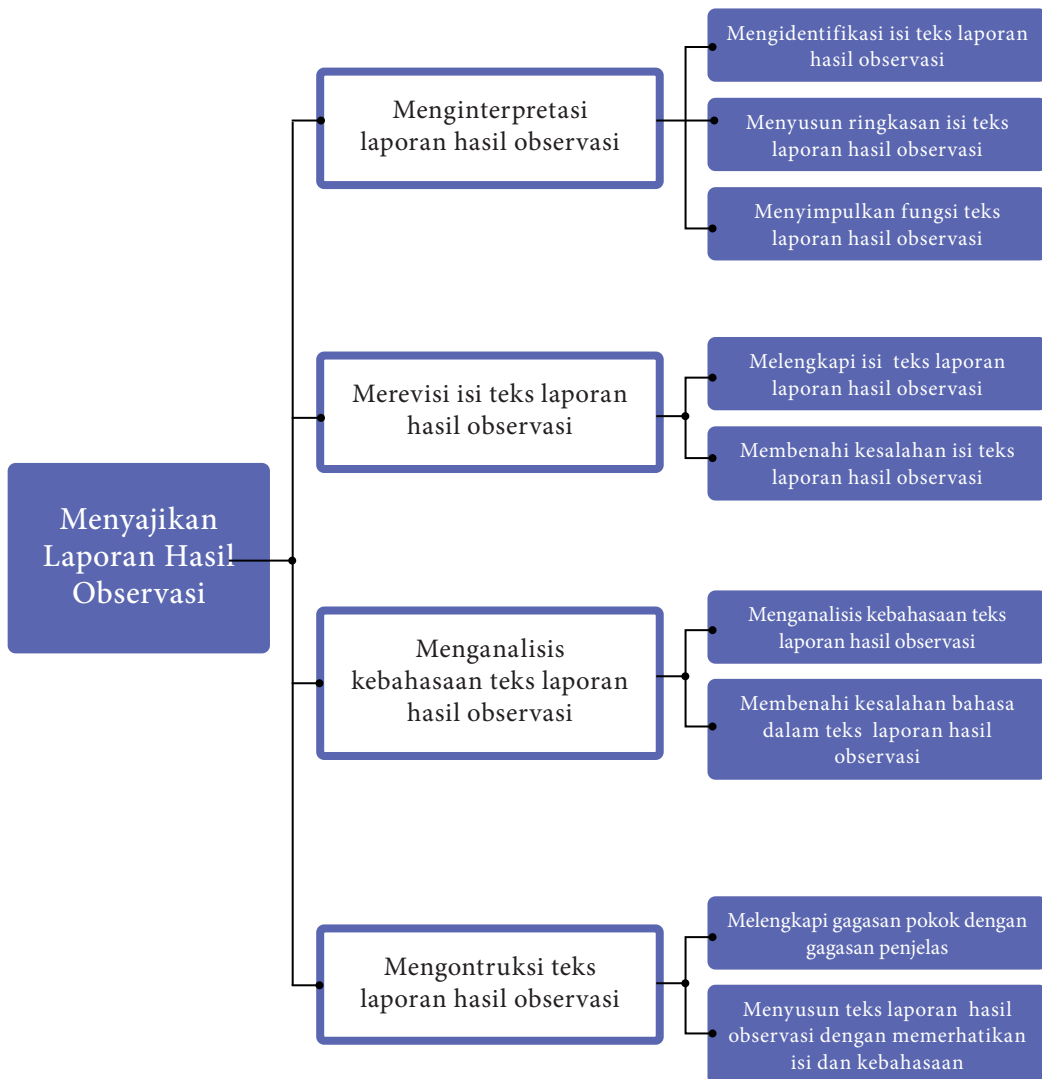 Menyajikan
Laporan Hasil
Observasi
Menginterpretasi
laporan hasil observasi
Mengidentifikasi isi teks laporan
hasil observasi
Menyusun ringkasan isi teks
laporan hasil observasi
Menyimpulkan fungsi teks
laporan hasil observasi
Merevisi isi teks laporan
hasil observasi
Melengkapi isi teks laporan
laporan hasil observasi
Membenahi kesalahan isi teks
laporan hasil observasi
Menganalisis
kebahasaan teks laporan
hasil observasi
Menganalisis kebahasaan teks
laporan hasil observasi
Membenahi kesalahan bahasa
dalam teks laporan hasil
observasi
Mengontruksi teks
laporan hasil observasi
Melengkapi gagasan pokok dengan
gagasan penjelas
Menyusun teks laporan hasil
observasi dengan memerhatikan
isi dan kebahasaan